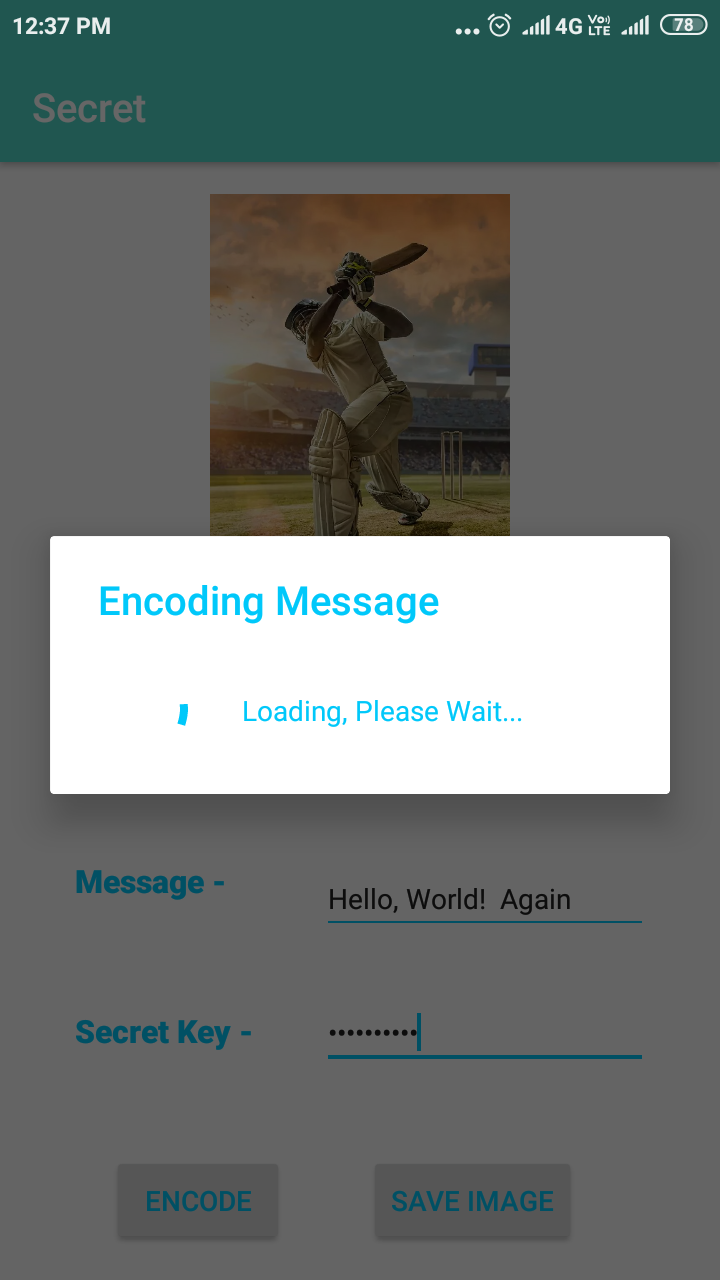 12:37 PM ... 4G Vo) LTE 78
Secret
Encoding Message
Loading, Please Wait...
Message -
Hello, World!  Again
Secret Key -
••••••••••
ENCODE SAVE IMAGE